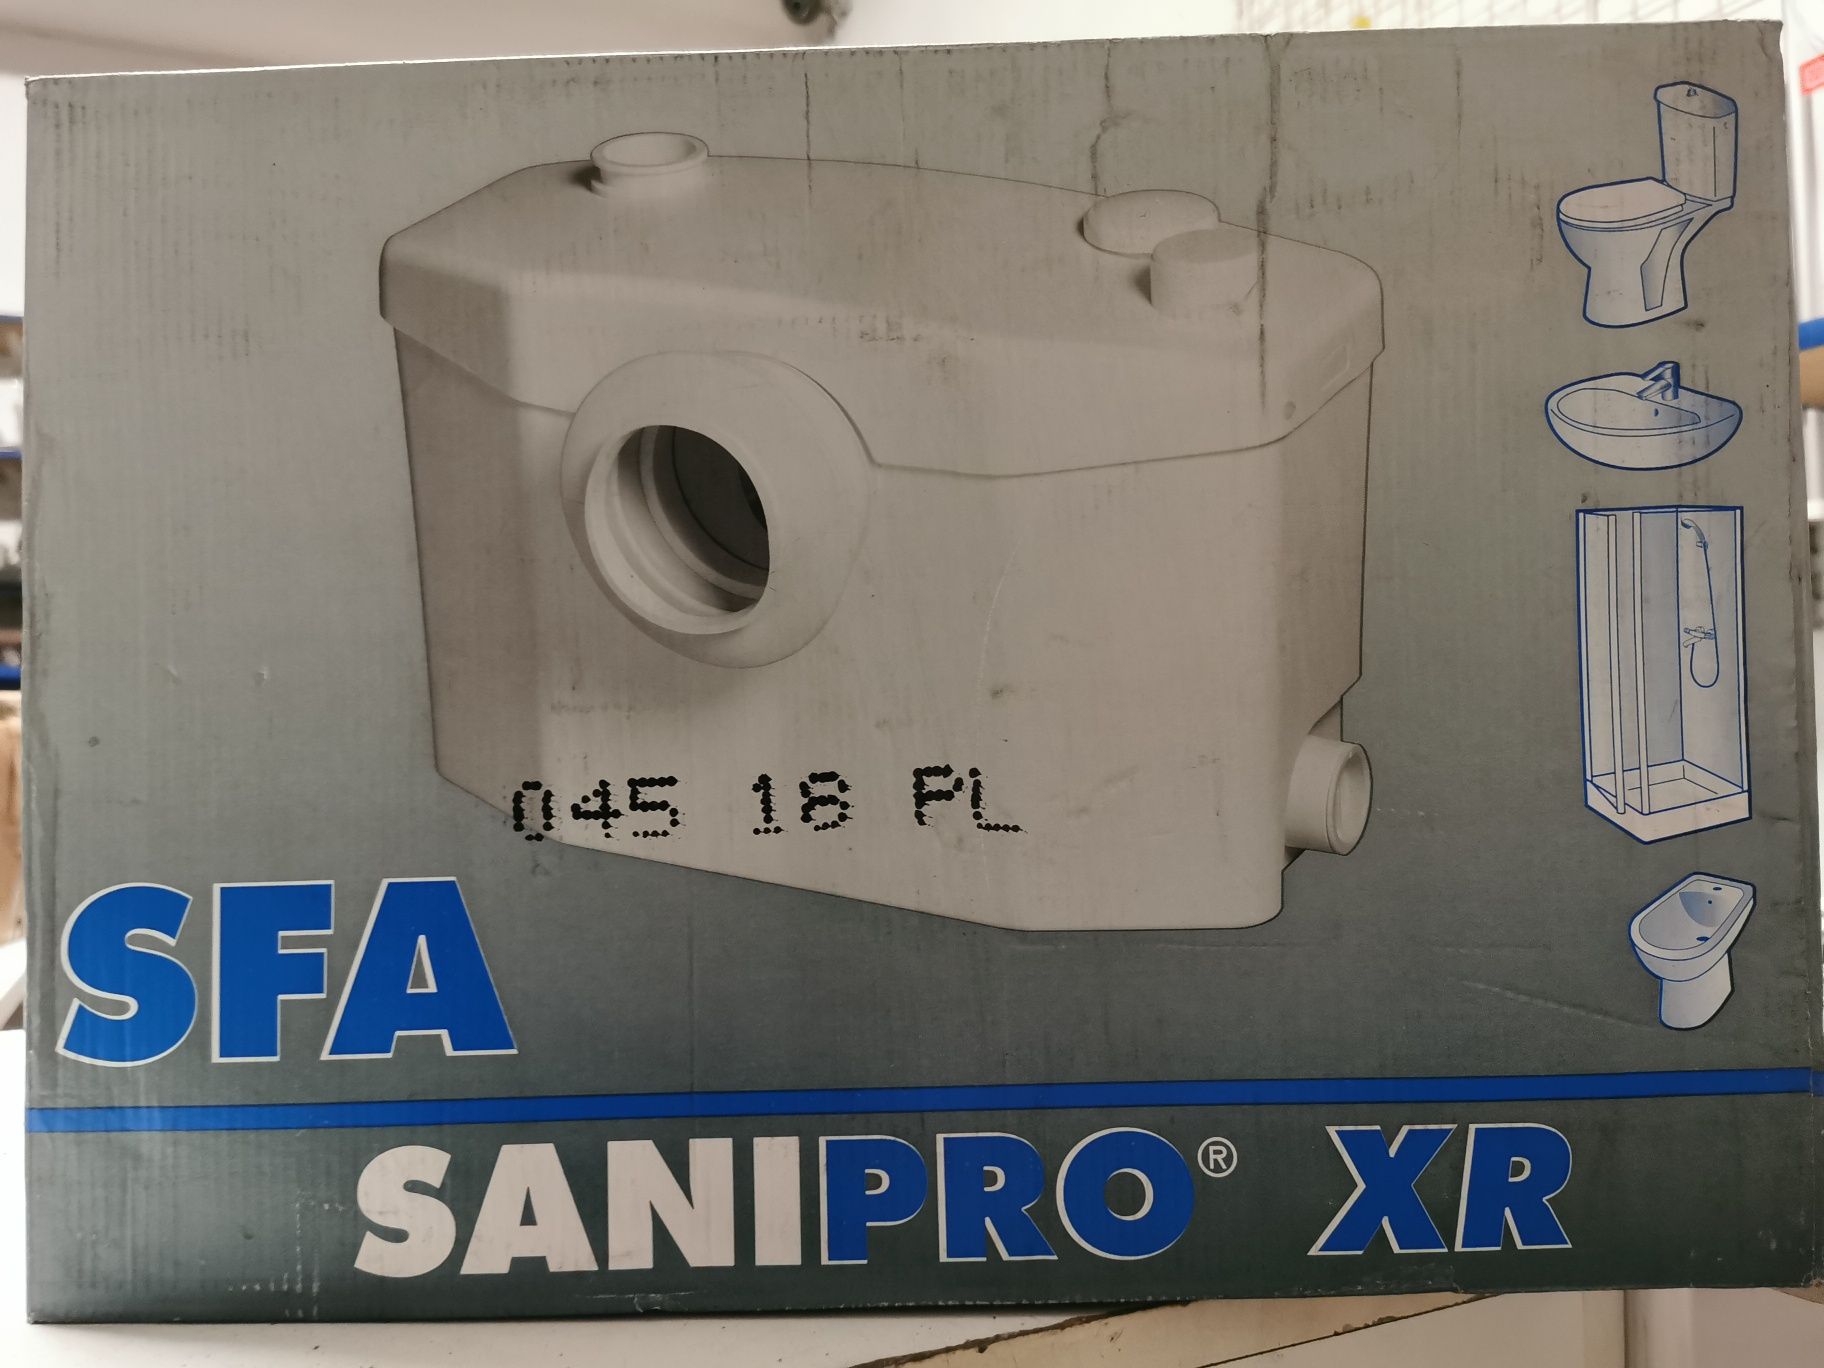 045 18 PL
SFA
SANIPRO® XR